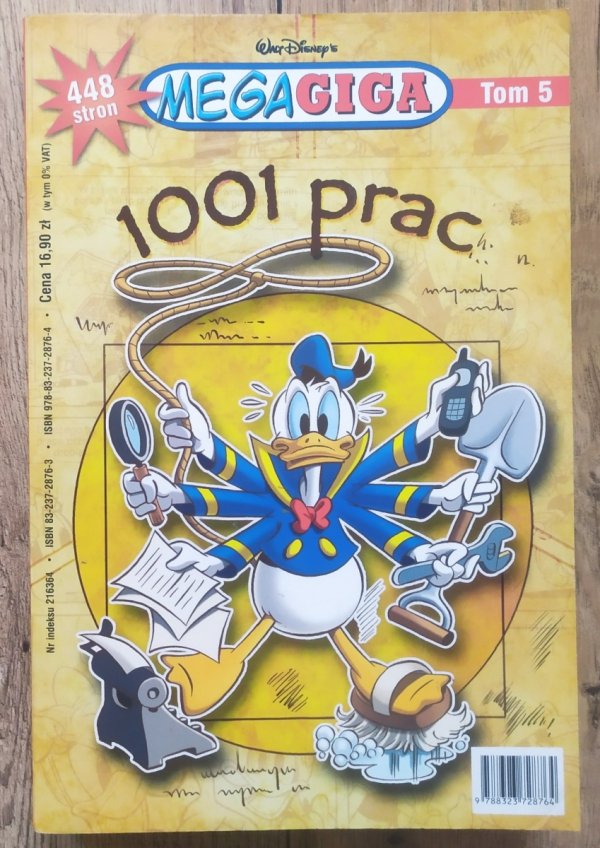 WALT DISNEY'S
448
stron
MEGAGIGA
Tom 5
1001 prac
Nr indeksu 216364 • ISBN 83-237-2876-3 • ISBN 978-83-237-2876-4 • Cena 16,90 zł (w tym 0% VAT)
9 788323 728764